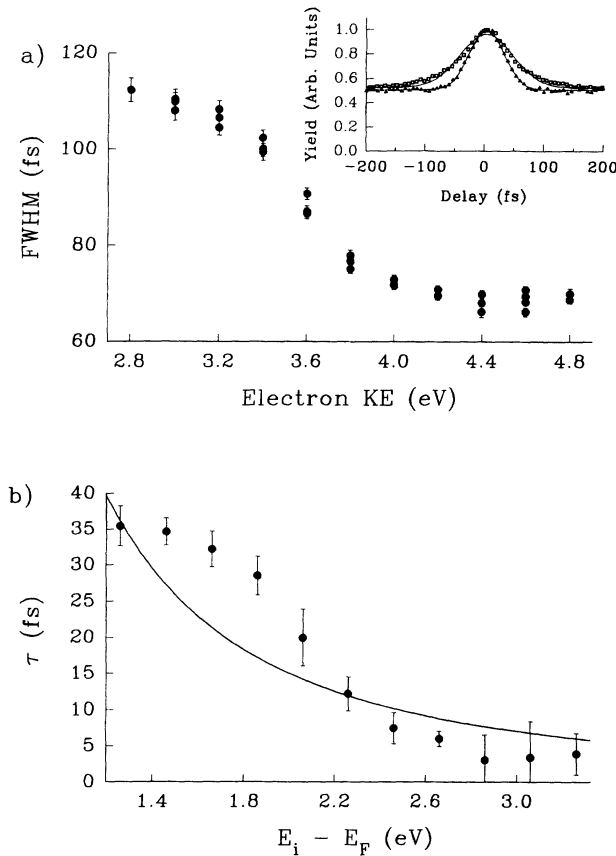 a)
FWHM (fs)
120
100
80
60
2.8 3.2 3.6 4.0 4.4 4.8
Electron KE (eV)
Yield (Arb. Units)
1.0
0.8
0.6
0.4
0.2
0.0
-200 -100 0 100 200
Delay (fs)
b)
τ (fs)
40
35
30
25
20
15
10
5
0
1.4 1.8 2.2 2.6 3.0
E_i − E_F (eV)